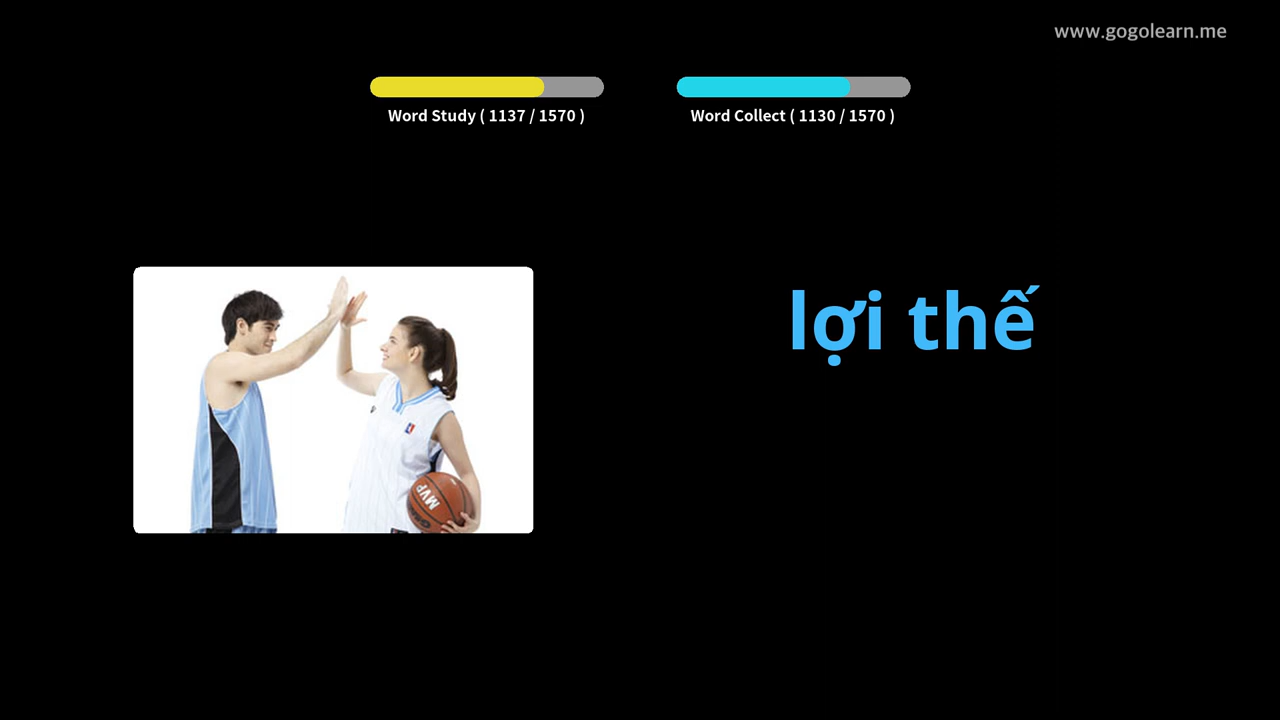 www.gogolearn.me
Word Study ( 1137 / 1570 )
Word Collect ( 1130 / 1570 )
lợi thế
MVP